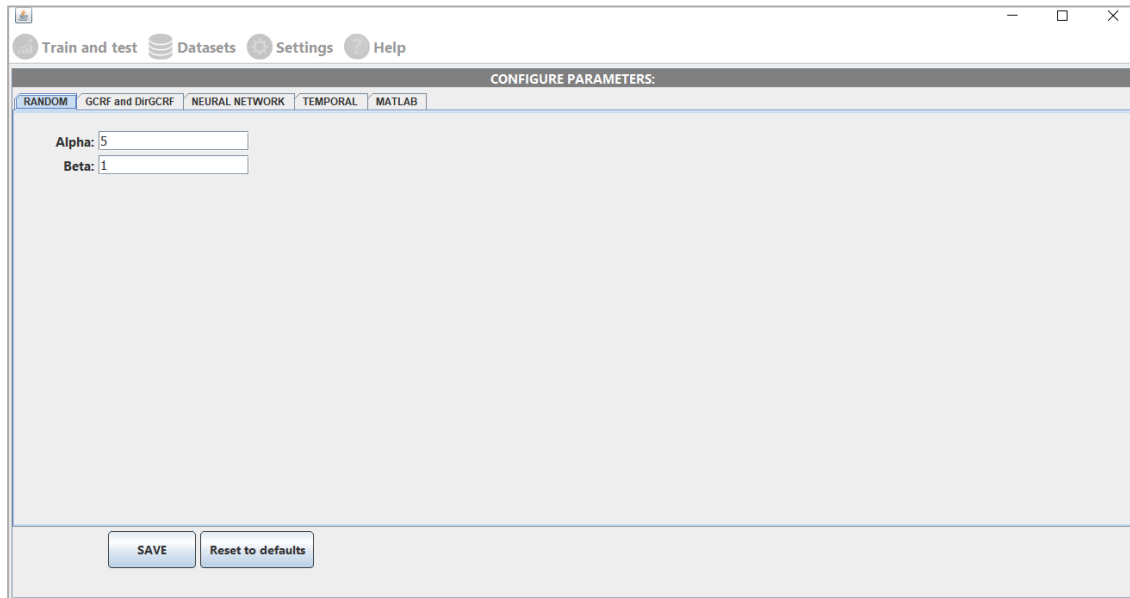 Train and test Datasets Settings ? Help
CONFIGURE PARAMETERS:
RANDOM GCRF and DirGCRF NEURAL NETWORK TEMPORAL MATLAB
Alpha: 5
Beta: 1
SAVE Reset to defaults